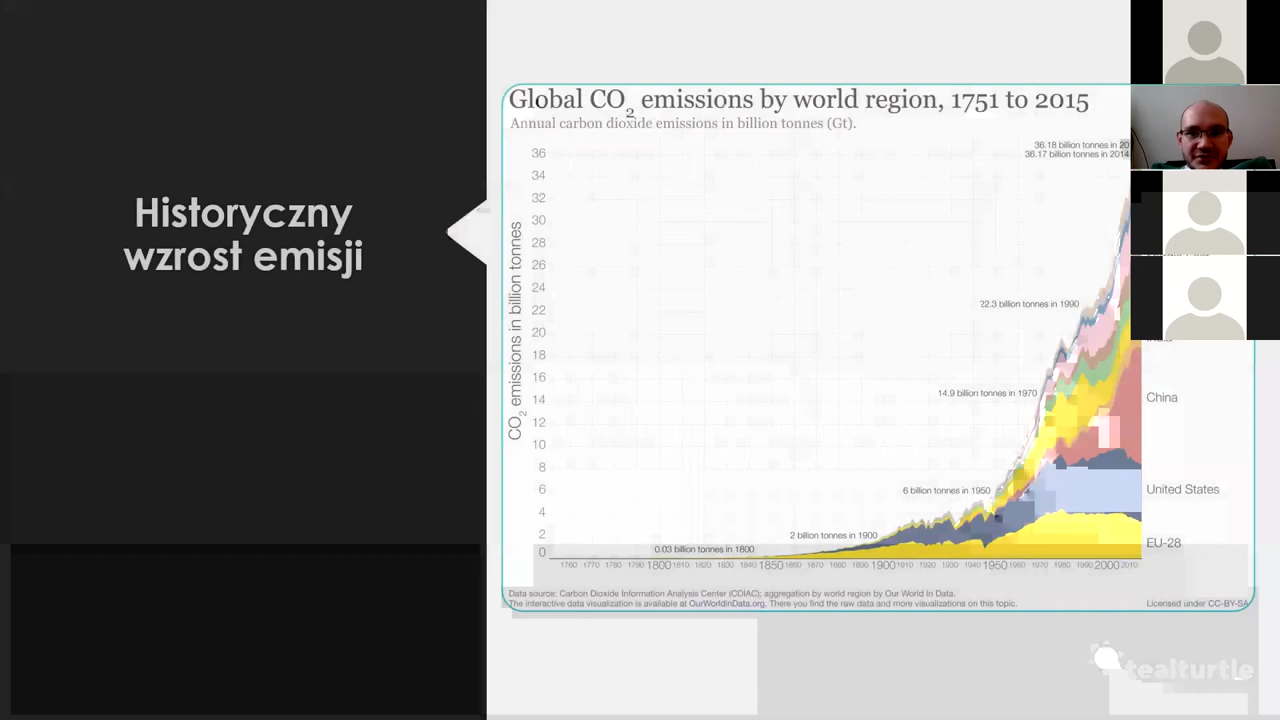 Historyczny
wzrost emisji
Global CO2 emissions by world region, 1751 to 2015
Annual carbon dioxide emissions in billion tonnes (Gt).
36.18 billion tonnes in 20
36.17 billion tonnes in 2014
36
34
32
30
28
26
24
22
20
18
16
14
12
10
8
6
4
2
0
CO2 emissions in billion tonnes
22.3 billion tonnes in 1990
14.9 billion tonnes in 1970
6 billion tonnes in 1950
2 billion tonnes in 1900
0.03 billion tonnes in 1800
China
United States
EU-28
1760 1770 1780 1790 1800 1810 1820 1830 1840 1850 1860 1870 1880 1890 1900 1910 1920 1930 1940 1950 1960 1970 1980 1990 2000 2010
Data source: Carbon Dioxide Information Analysis Center (CDIAC); aggregation by world region by Our World In Data.
The interactive data visualization is available at OurWorldinData.org. There you find the raw data and more visualizations on this topic.
Licensed under CC-BY-SA
tealturtle